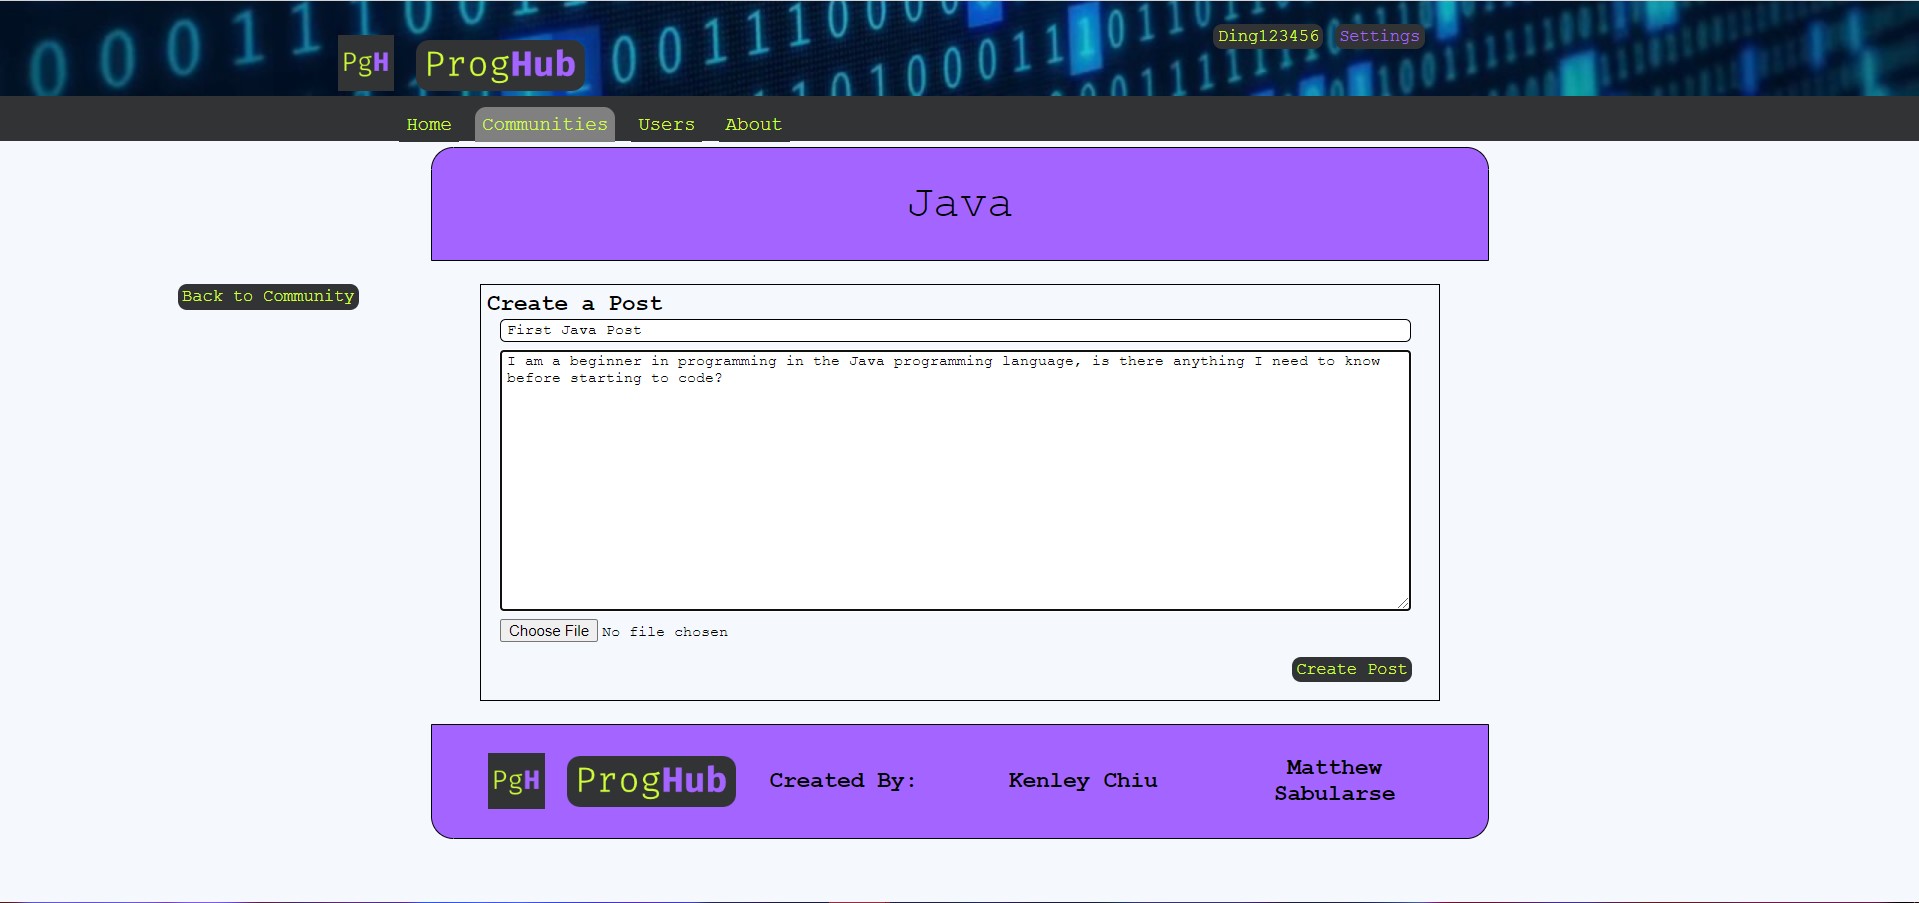 PgH ProgHub
Ding123456 Settings
Home Communities Users About
Java
Back to Community
Create a Post
First Java Post
I am a beginner in programming in the Java programming language, is there anything I need to know
before starting to code?
Choose File No file chosen
Create Post
PgH ProgHub Created By: Kenley Chiu Matthew
Sabularse